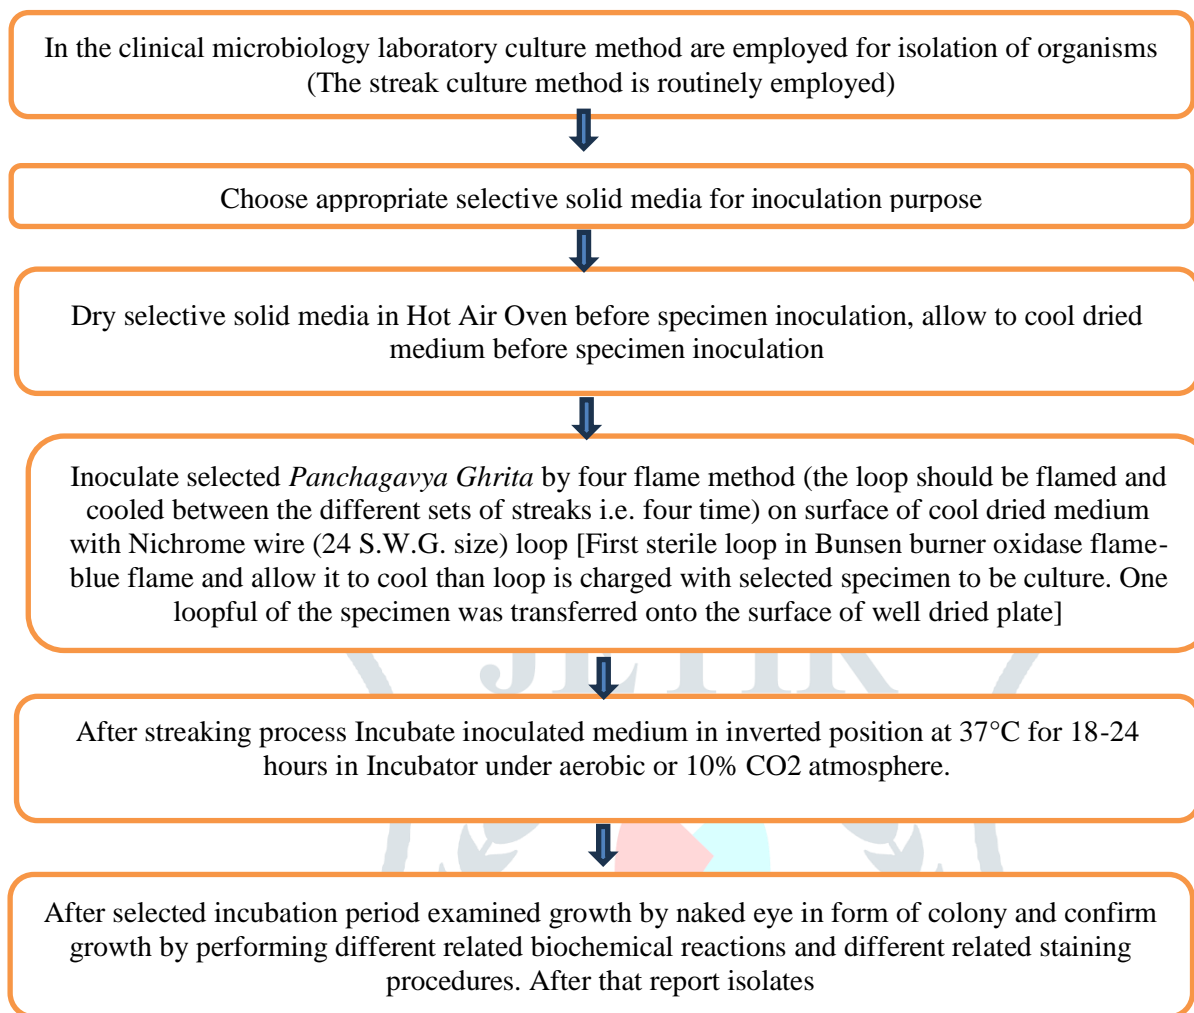 In the clinical microbiology laboratory culture method are employed for isolation of organisms
(The streak culture method is routinely employed)
Choose appropriate selective solid media for inoculation purpose
Dry selective solid media in Hot Air Oven before specimen inoculation, allow to cool dried
medium before specimen inoculation
Inoculate selected Panchagavya Ghrita by four flame method (the loop should be flamed and
cooled between the different sets of streaks i.e. four time) on surface of cool dried medium
with Nichrome wire (24 S.W.G. size) loop [First sterile loop in Bunsen burner oxidase flame-
blue flame and allow it to cool than loop is charged with selected specimen to be culture. One
loopful of the specimen was transferred onto the surface of well dried plate]
JETIR
After streaking process Incubate inoculated medium in inverted position at 37°C for 18-24
hours in Incubator under aerobic or 10% CO2 atmosphere.
After selected incubation period examined growth by naked eye in form of colony and confirm
growth by performing different related biochemical reactions and different related staining
procedures. After that report isolates